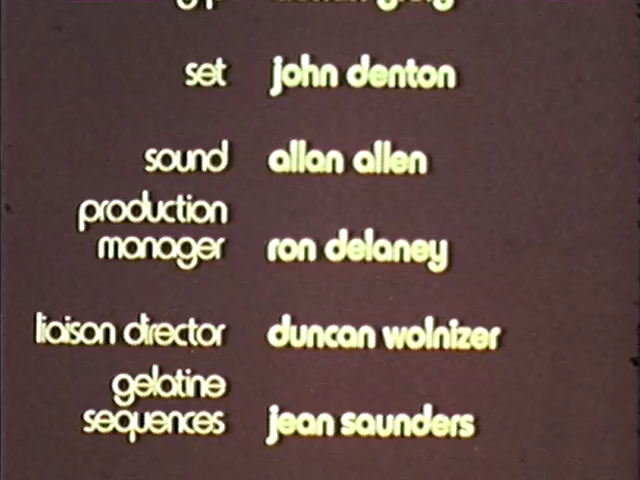 set john denton
sound allan allen
production
manager ron delaney
liaison director duncan wolnizer
gelatine
sequences jean saunders